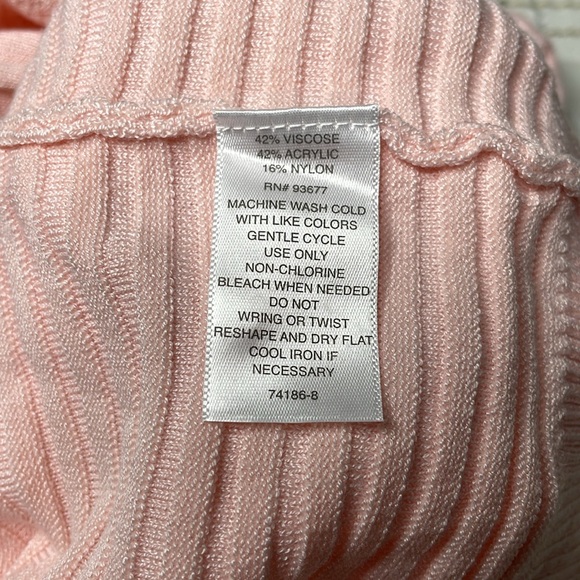 42% VISCOSE
42% ACRYLIC
16% NYLON
RN# 93677
MACHINE WASH COLD
WITH LIKE COLORS
GENTLE CYCLE
USE ONLY
NON-CHLORINE
BLEACH WHEN NEEDED
DO NOT
WRING OR TWIST
RESHAPE AND DRY FLAT
COOL IRON IF
NECESSARY
74186-8